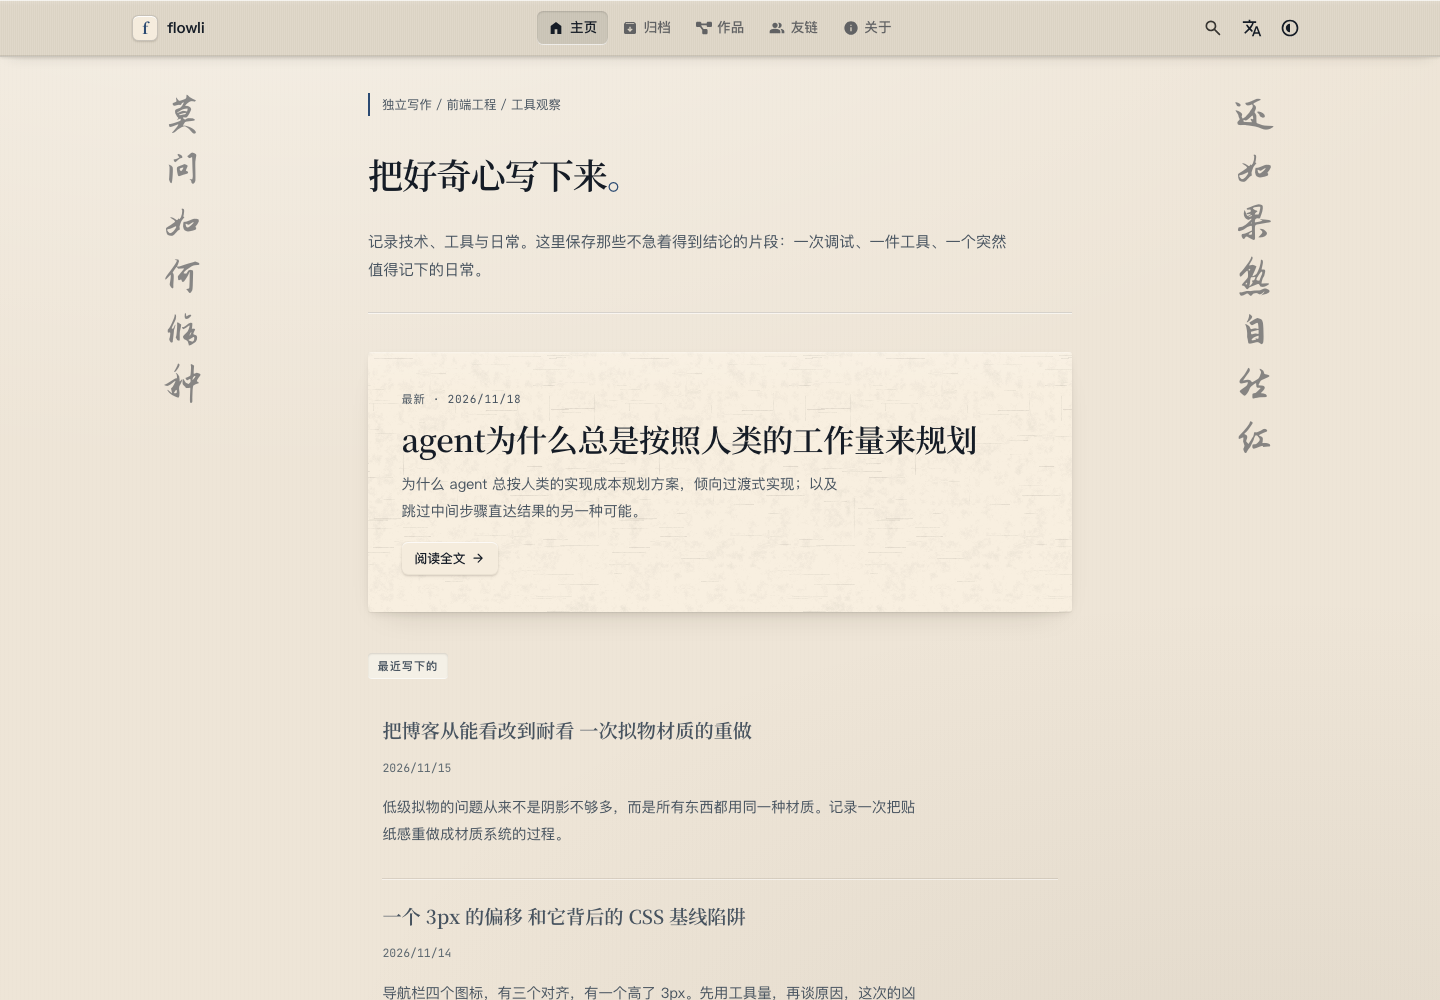 f flowli
主页 归档 作品 友链 关于
莫问如何修种
还如果熟自然红
独立写作 / 前端工程 / 工具观察
把好奇心写下来。
记录技术、工具与日常。这里保存那些不急着得到结论的片段：一次调试、一件工具、一个突然
值得记下的日常。
最新 · 2026/11/18
agent为什么总是按照人类的工作量来规划
为什么 agent 总按人类的实现成本规划方案，倾向过渡式实现；以及
跳过中间步骤直达结果的另一种可能。
阅读全文 →
最近写下的
把博客从能看改到耐看 一次拟物材质的重做
2026/11/15
低级拟物的问题从来不是阴影不够多，而是所有东西都用同一种材质。记录一次把贴
纸感重做成材质系统的过程。
一个 3px 的偏移 和它背后的 CSS 基线陷阱
2026/11/14
导航栏四个图标，有三个对齐，有一个高了 3px。先用工具量，再谈原因，这次的凶